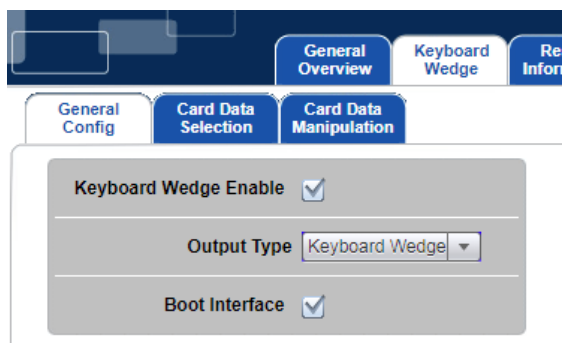 General Overview
Keyboard Wedge
General Config
Card Data Selection
Card Data Manipulation
Keyboard Wedge Enable
Output Type Keyboard Wedge
Boot Interface